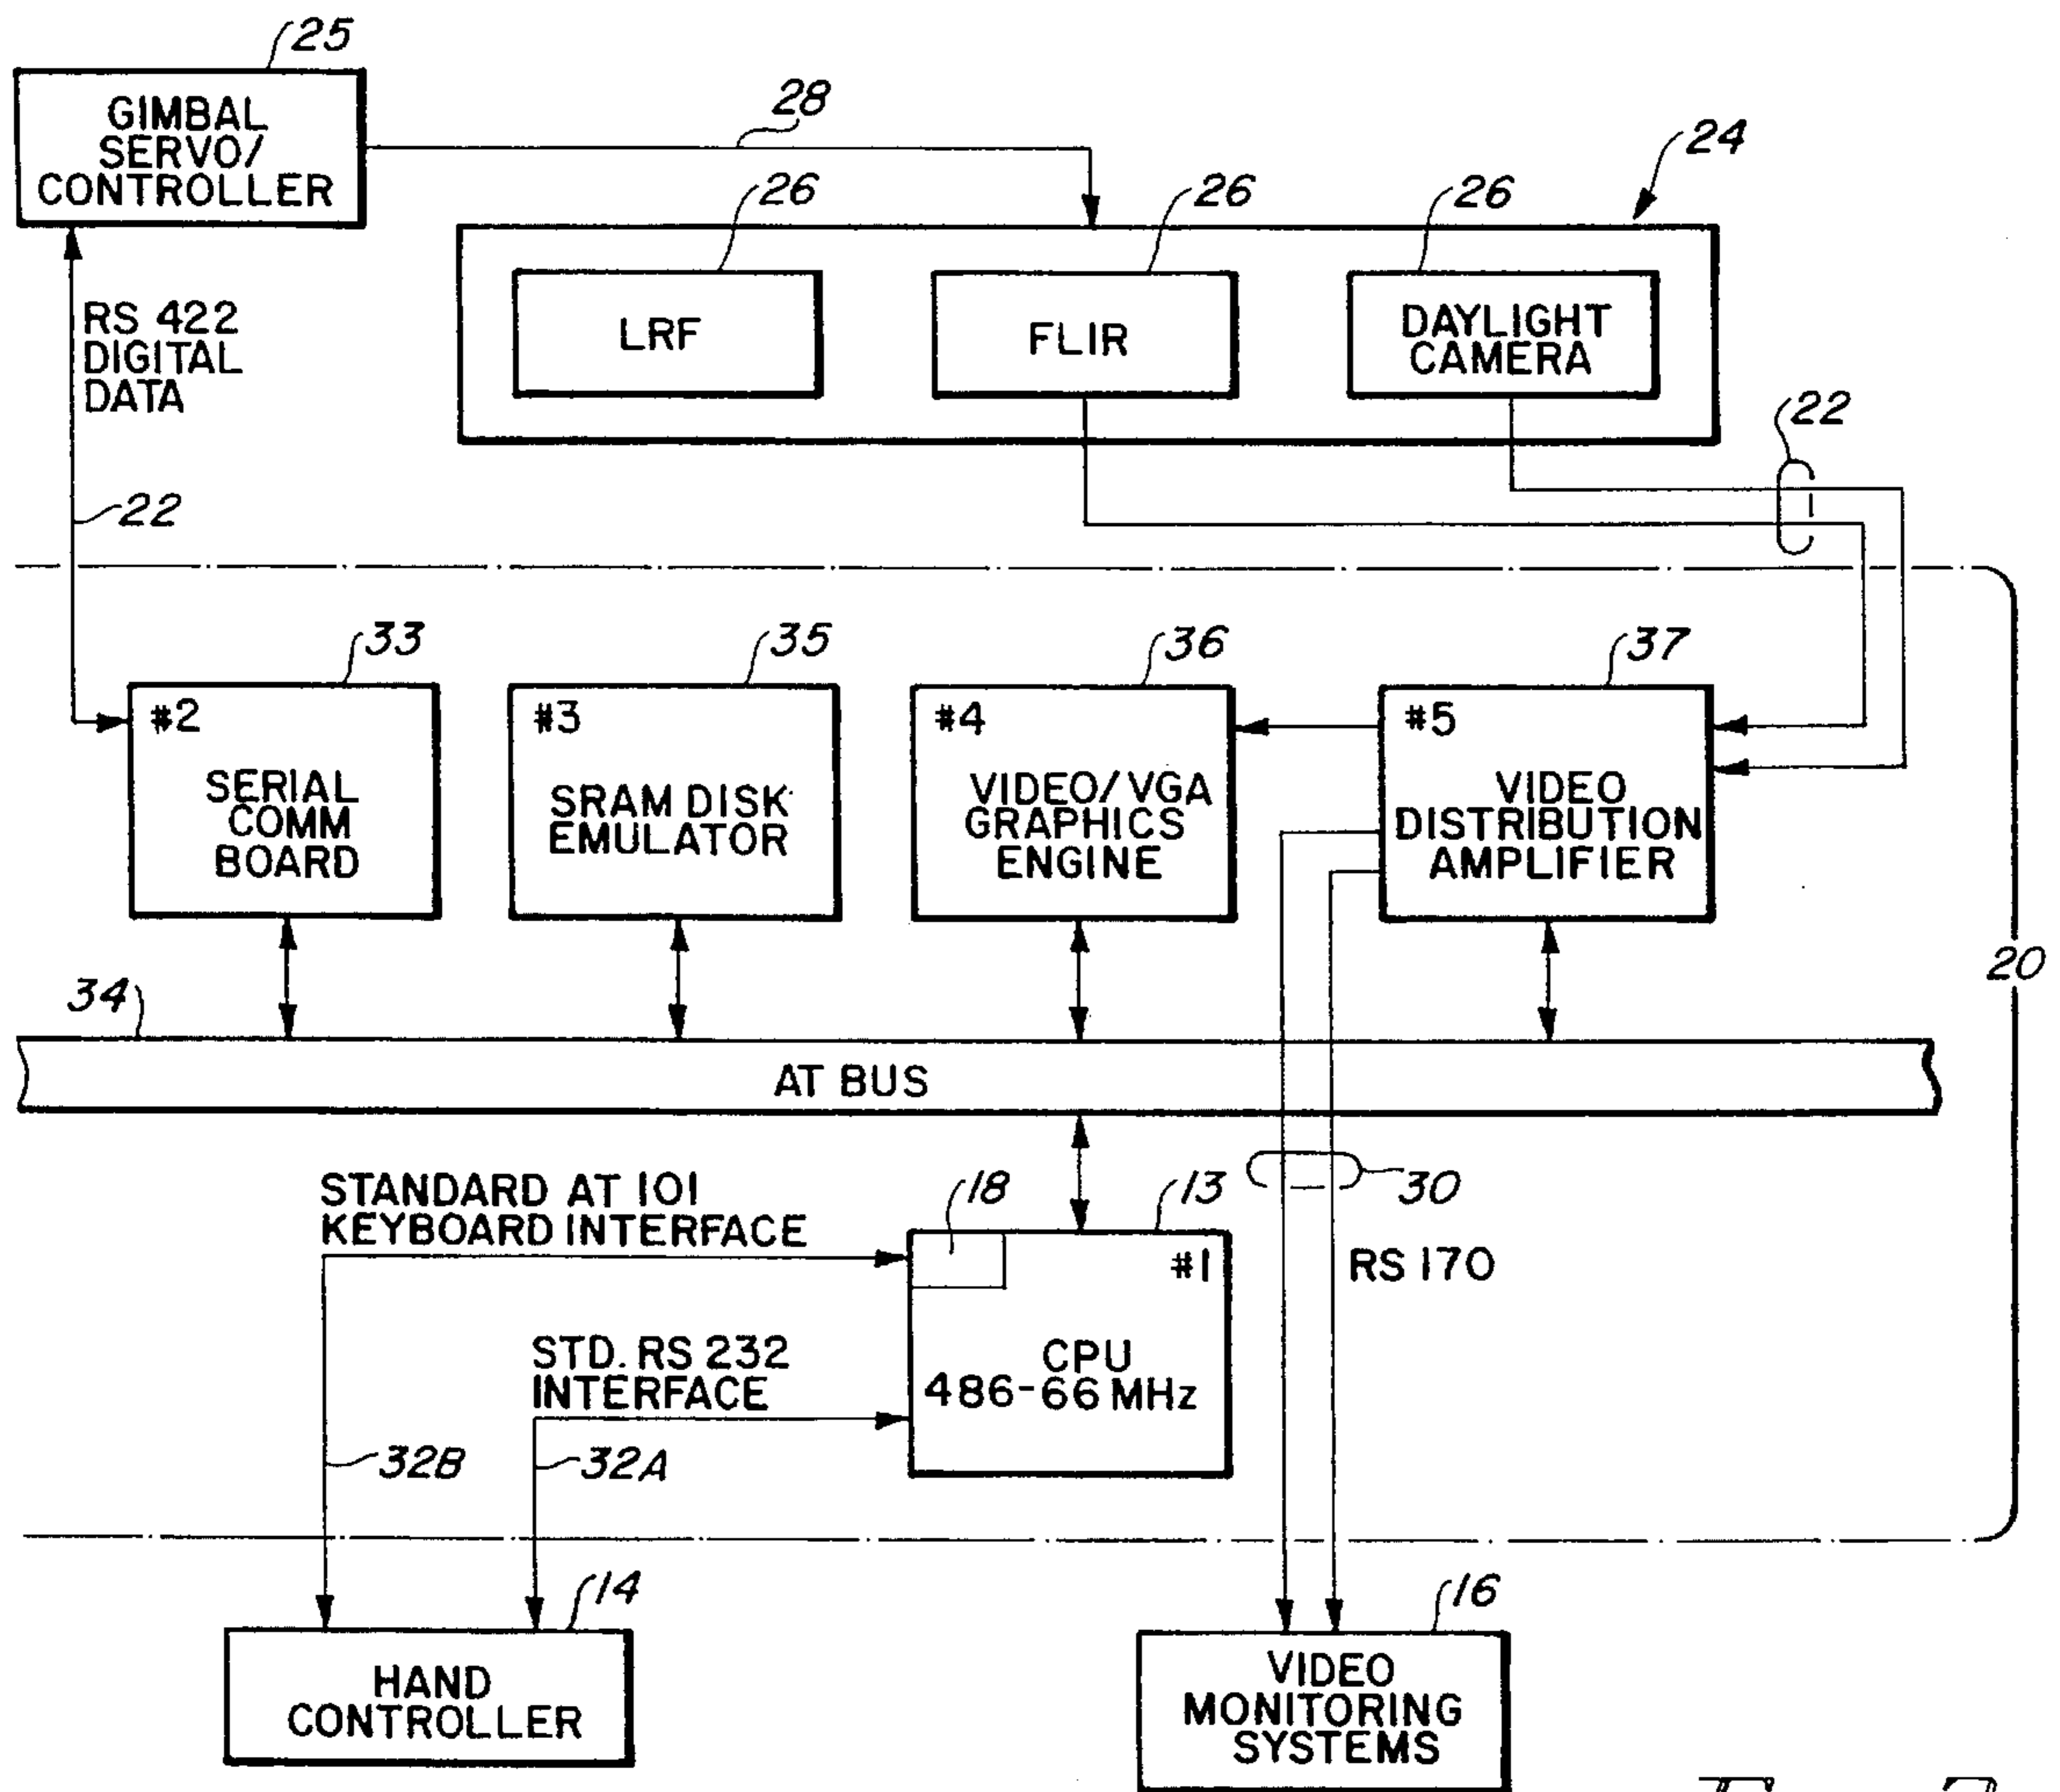 25
GIMBAL
SERVO/
CONTROLLER
28
24
26
26
26
LRF
FLIR
DAYLIGHT
CAMERA
RS 422
DIGITAL
DATA
22
22
33
35
36
37
#2
SERIAL
COMM
BOARD
#3
SRAM DISK
EMULATOR
#4
VIDEO/VGA
GRAPHICS
ENGINE
#5
VIDEO
DISTRIBUTION
AMPLIFIER
20
34
AT BUS
STANDARD AT 101
KEYBOARD INTERFACE
18
13
30
#1
RS 170
STD. RS 232
INTERFACE
CPU
486-66 MHz
32B
32A
14
16
HAND
CONTROLLER
VIDEO
MONITORING
SYSTEMS